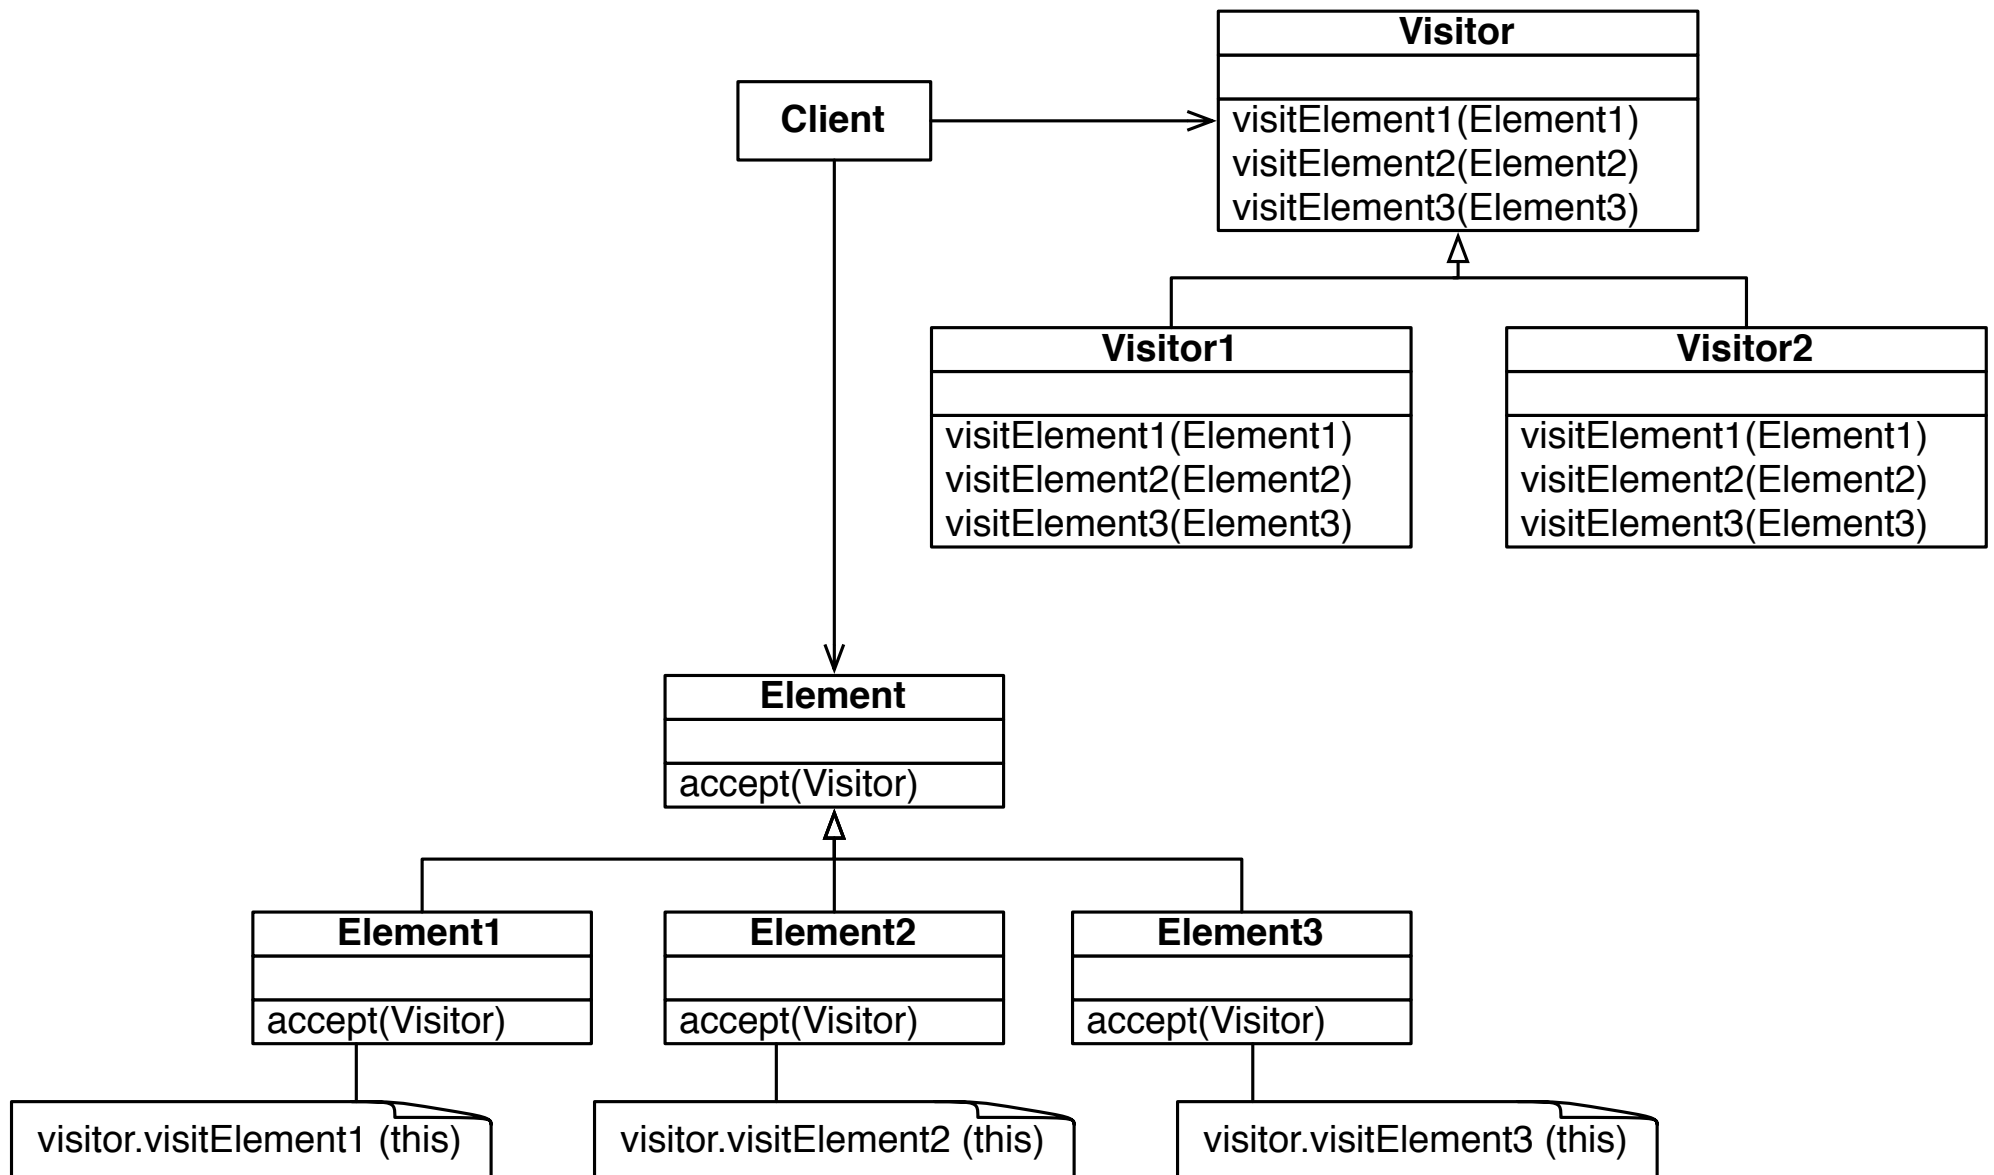 Visitor
Client
visitElement1(Element1)
visitElement2(Element2)
visitElement3(Element3)
Visitor1
visitElement1(Element1)
visitElement2(Element2)
visitElement3(Element3)
Visitor2
visitElement1(Element1)
visitElement2(Element2)
visitElement3(Element3)
Element
accept(Visitor)
Element1
accept(Visitor)
visitor.visitElement1 (this)
Element2
accept(Visitor)
visitor.visitElement2 (this)
Element3
accept(Visitor)
visitor.visitElement3 (this)